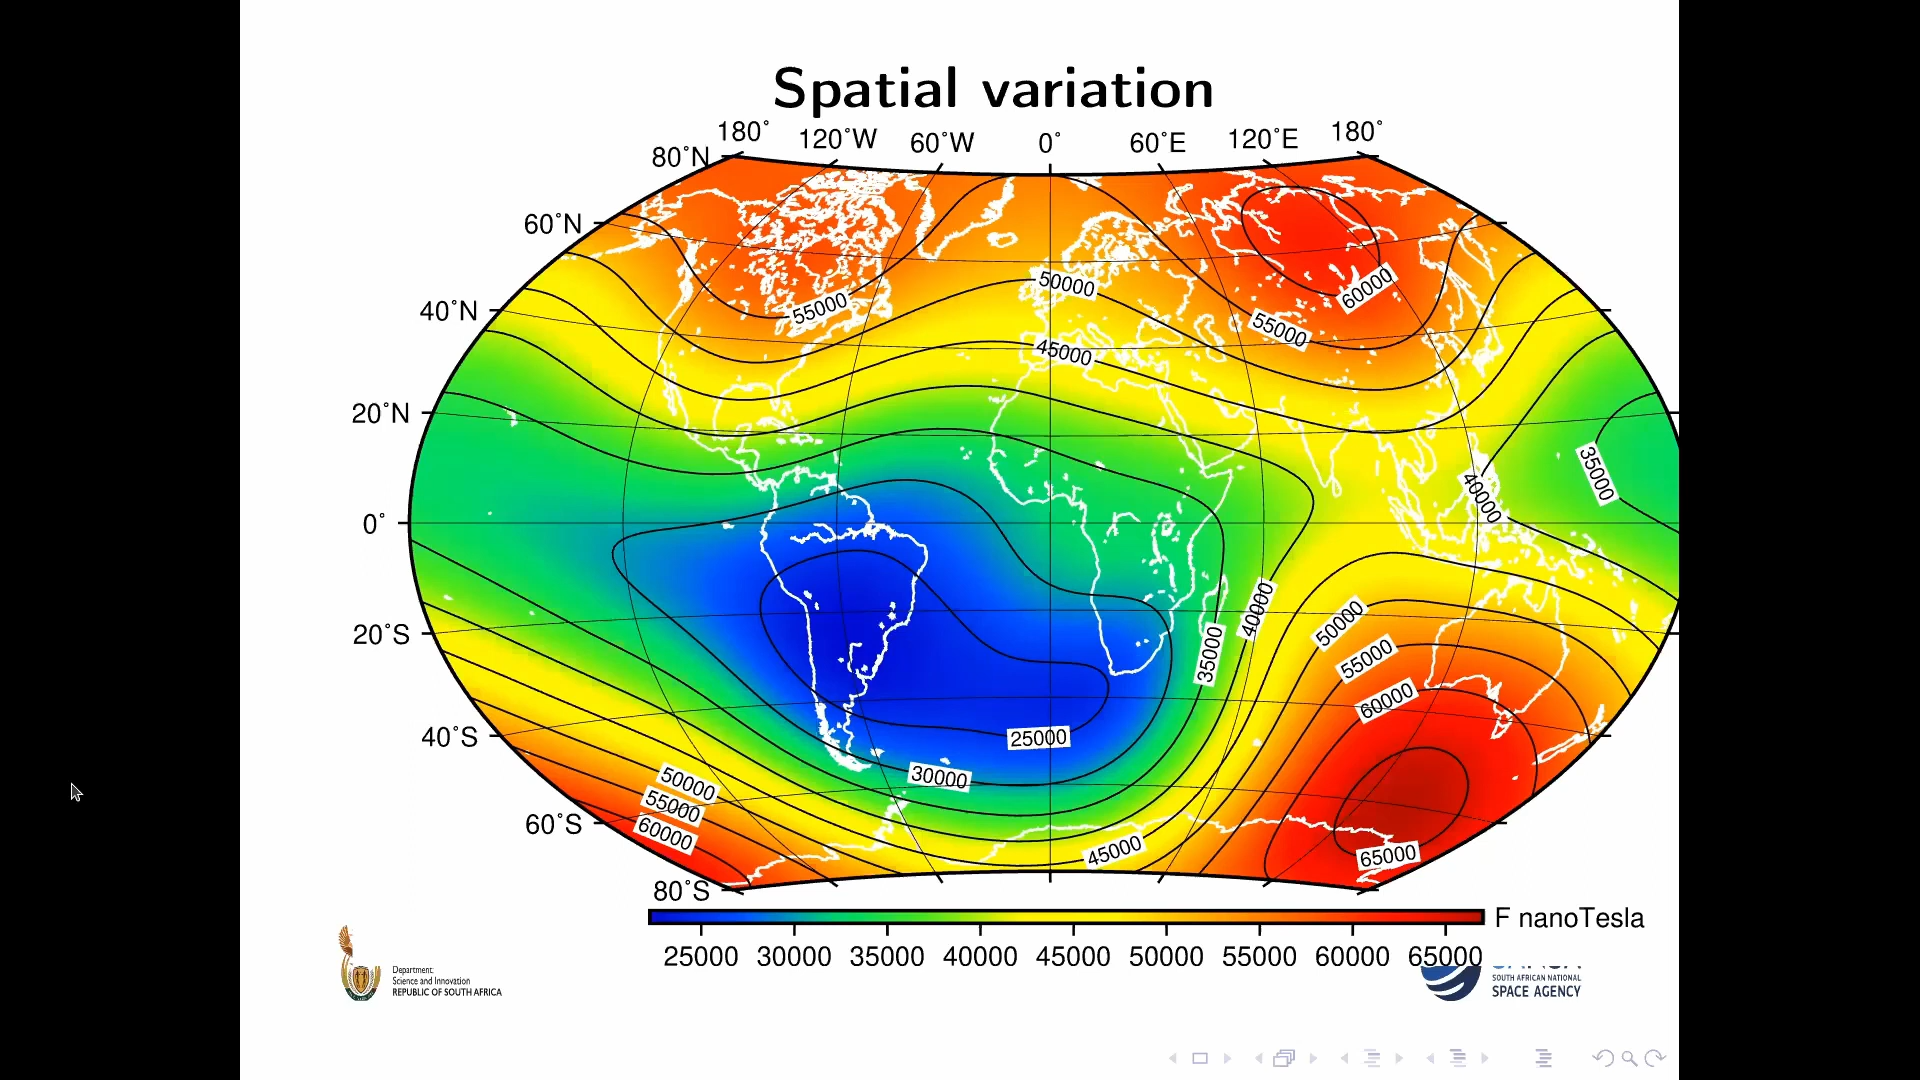 Spatial variation
180° 120°W 60°W 0° 60°E 120°E 180°
80°N
60°N
40°N
20°N
0°
20°S
40°S
60°S
80°S
50000
60000
55000
55000
45000
35000
40000
40000
50000
35000
55000
60000
25000
30000
50000
55000
60000
45000
65000
F nanoTesla
25000 30000 35000 40000 45000 50000 55000 60000 65000
Department:
Science and Innovation
REPUBLIC OF SOUTH AFRICA
SOUTH AFRICAN NATIONAL
SPACE AGENCY